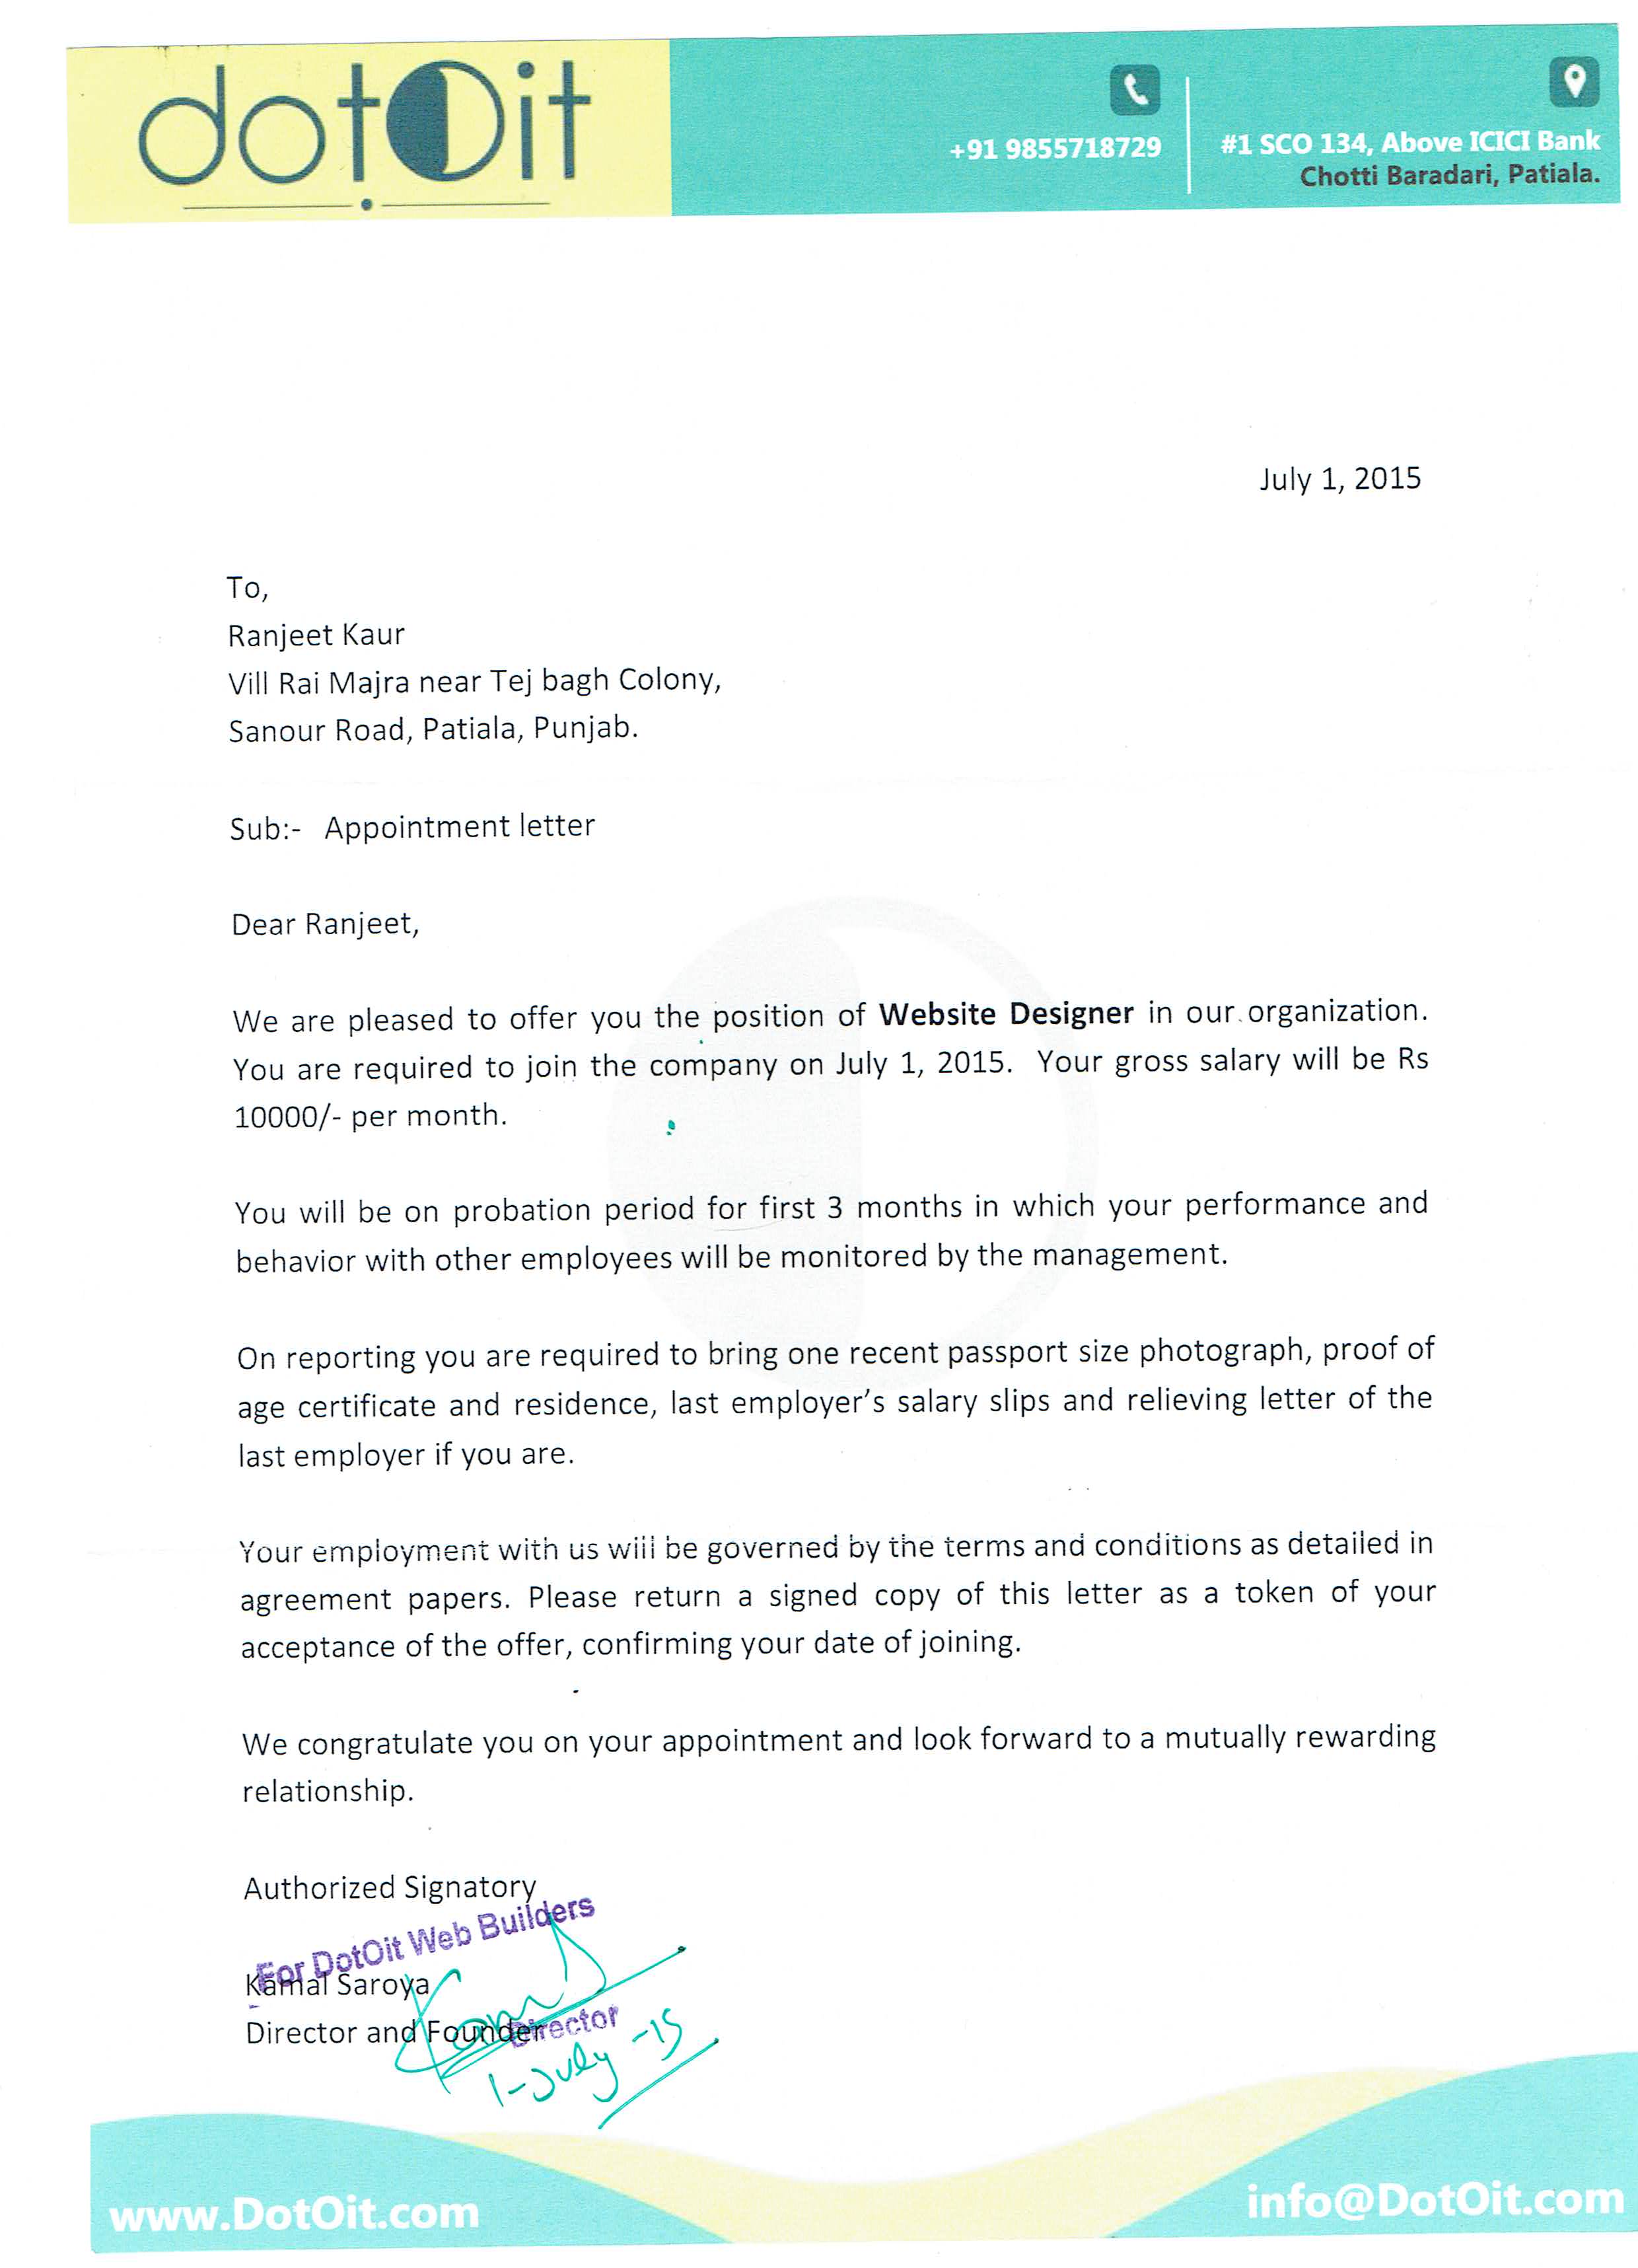 dotOit
+91 9855718729
#1 SCO 134, Above ICICI Bank
Chotti Baradari, Patiala.
July 1, 2015
To,
Ranjeet Kaur
Vill Rai Majra near Tej bagh Colony,
Sanour Road, Patiala, Punjab.
Sub:- Appointment letter
Dear Ranjeet,
We are pleased to offer you the position of Website Designer in our organization.
You are required to join the company on July 1, 2015. Your gross salary will be Rs
10000/- per month.
You will be on probation period for first 3 months in which your performance and
behavior with other employees will be monitored by the management.
On reporting you are required to bring one recent passport size photograph, proof of
age certificate and residence, last employer's salary slips and relieving letter of the
last employer if you are.
Your employment with us will be governed by the terms and conditions as detailed in
agreement papers. Please return a signed copy of this letter as a token of your
acceptance of the offer, confirming your date of joining.
We congratulate you on your appointment and look forward to a mutually rewarding
relationship.
Authorized Signatory
For DotOit Web Builders
Kamal Saroya
Director and Founder
Director
1-July-15
www.DotOit.com
info@DotOit.com